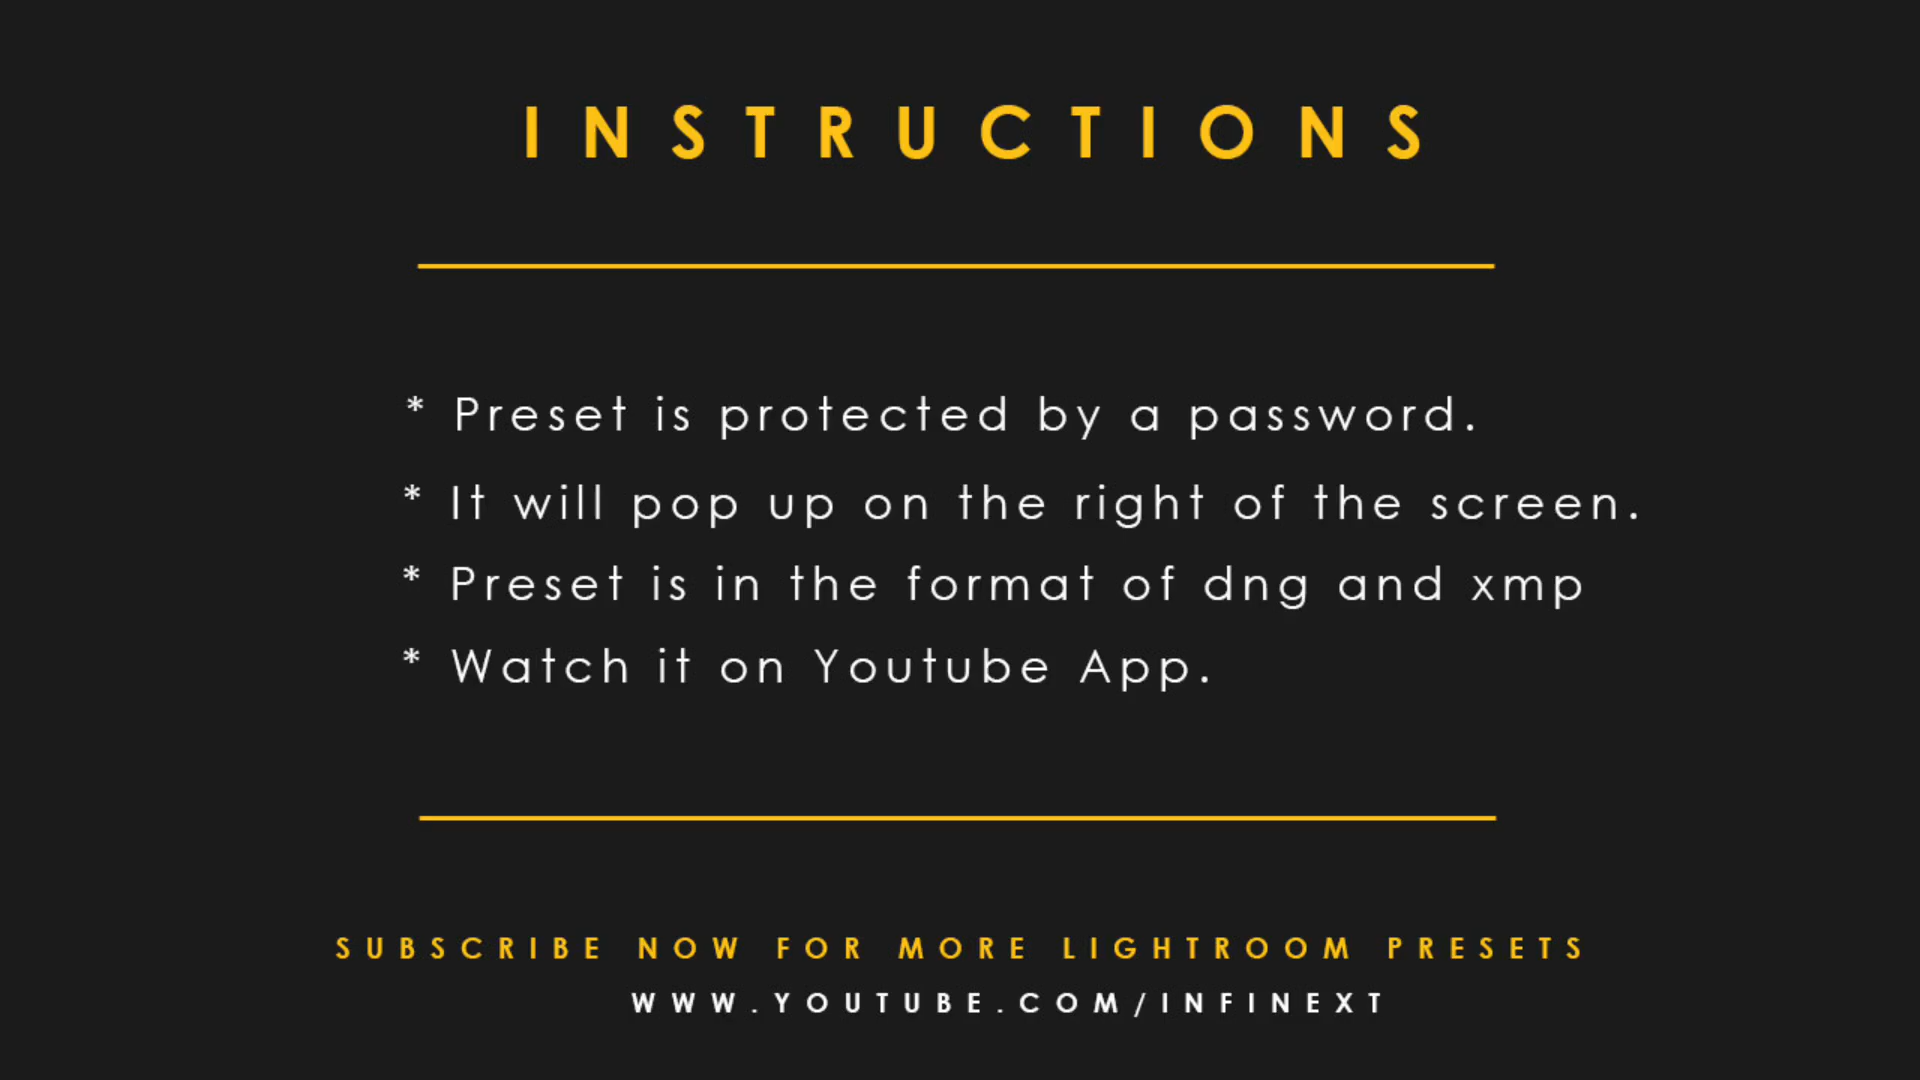 INSTRUCTIONS
* Preset is protected by a password.
* It will pop up on the right of the screen.
* Preset is in the format of dng and xmp
* Watch it on Youtube App.
SUBSCRIBE NOW FOR MORE LIGHTROOM PRESETS
WWW.YOUTUBE.COM/INFINEXT